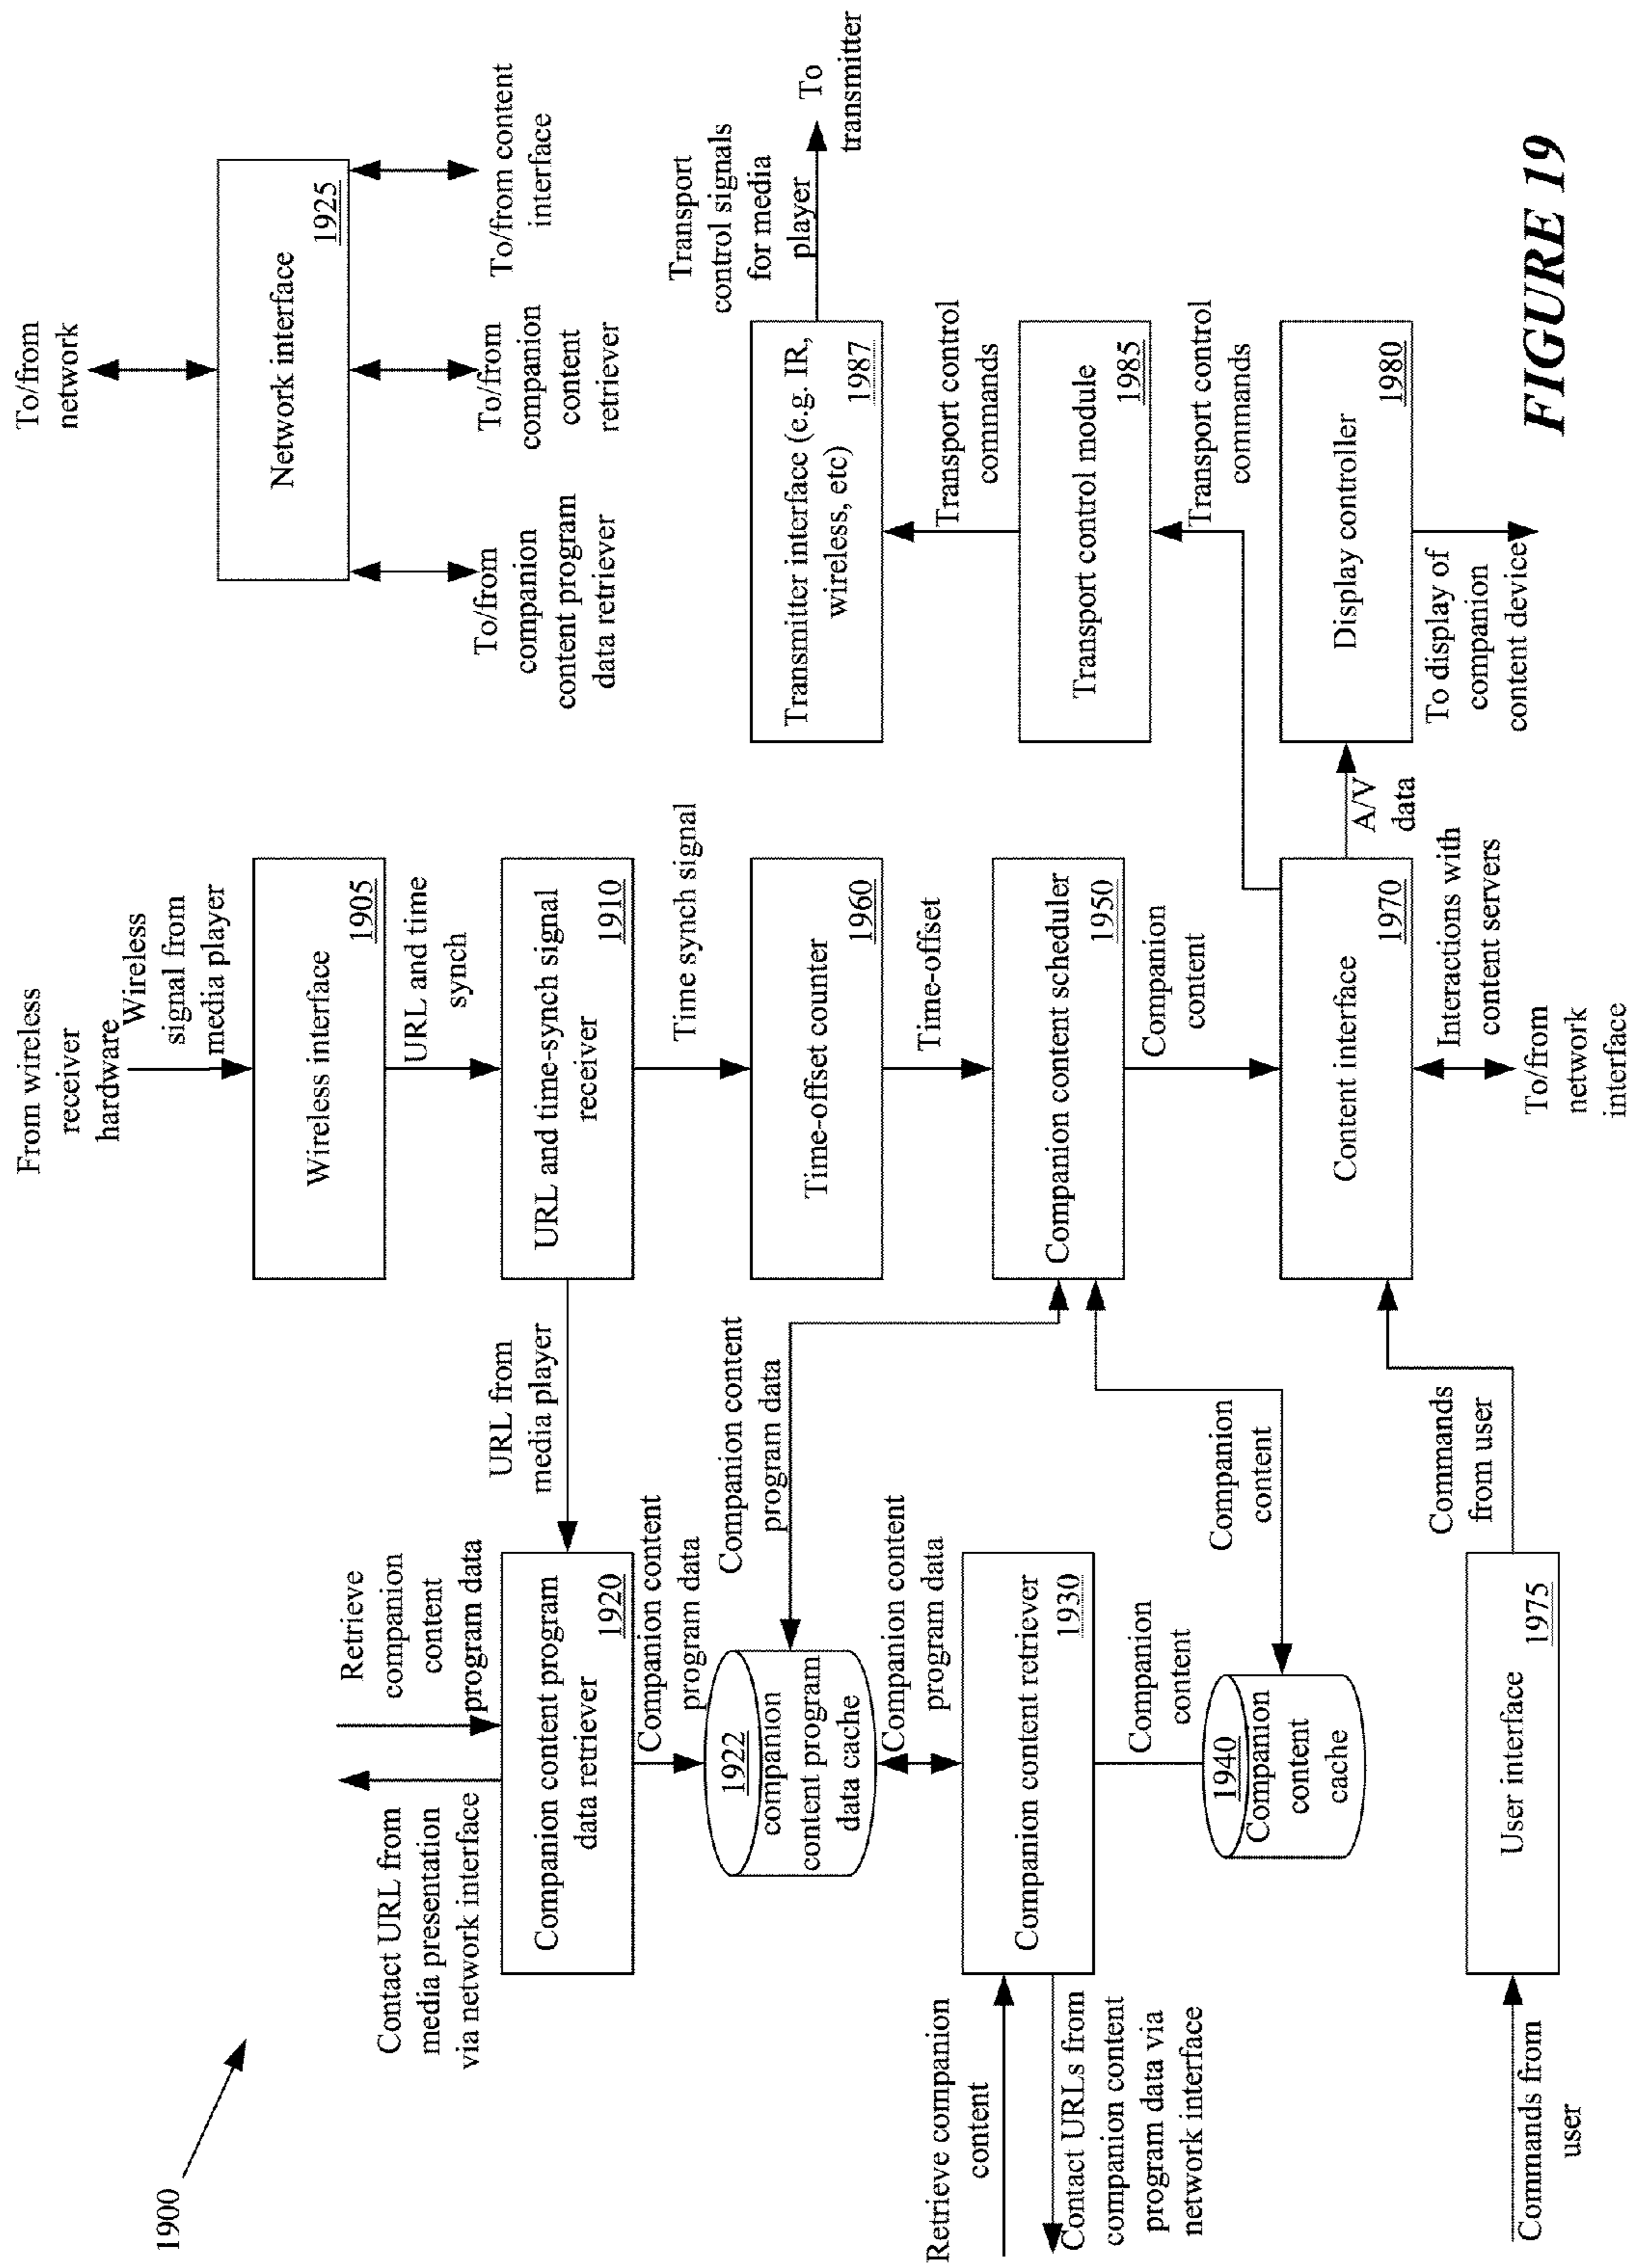 1900
From wireless
receiver
hardware
Wireless
signal from
media player
To/from
network
Wireless interface
1905
Network interface
1925
URL and time
synch
To/from
companion
content program
data retriever
To/from
companion
content
retriever
To/from content
interface
Contact URL from
media presentation
via network interface
Retrieve
companion
content
program data
URL from
media player
URL and time-synch signal
receiver
1910
Companion content program
data retriever
1920
Time synch signal
Transport
control signals
for media
player
To
transmitter
Companion content
program data
Companion content
program data
Time-offset counter
1960
Transmitter interface (e.g. IR,
wireless, etc)
1987
1922
companion
content program
data cache
Time-offset
Transport control
commands
Companion content
program data
Retrieve companion
content
Companion content retriever
1930
Companion content scheduler
1950
Transport control module
1985
Contact URLs from
companion content
program data via
network interface
Companion
content
Companion
content
Companion
content
Transport control
commands
1940
Companion
content
cache
Content interface
1970
A/V
data
Display controller
1980
Commands
from user
Interactions with
content servers
To/from
network
interface
To display of
companion
content device
Commands from
user
User interface
1975
FIGURE 19